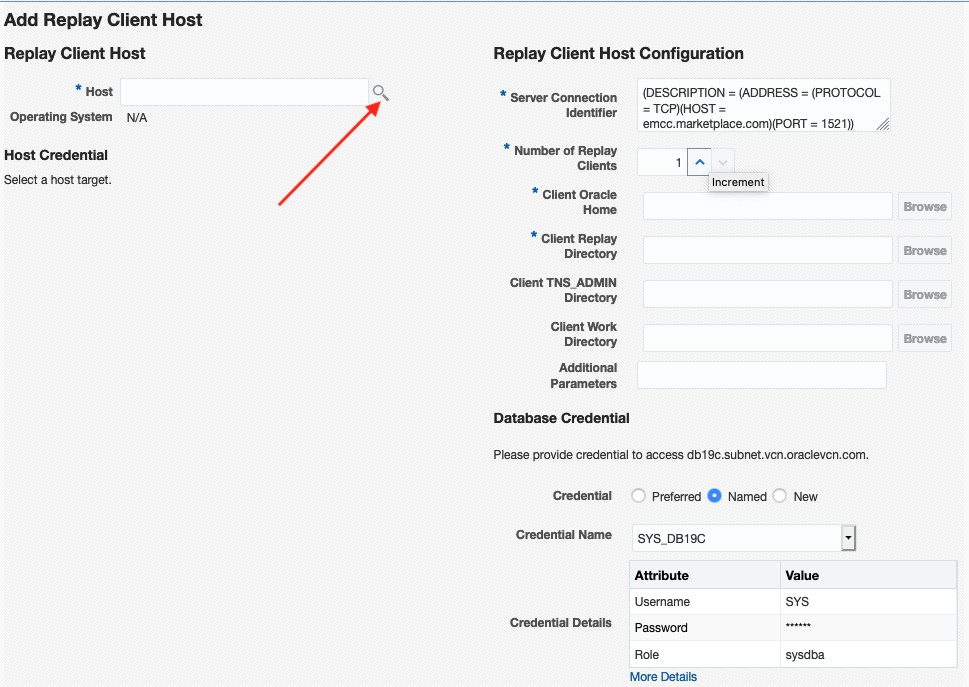 Add Replay Client Host
Replay Client Host
* Host
Operating System N/A
Host Credential
Select a host target.
Replay Client Host Configuration
* Server Connection
Identifier
(DESCRIPTION = (ADDRESS = (PROTOCOL
= TCP)(HOST =
emcc.marketplace.com)(PORT = 1521))
* Number of Replay
Clients
1
Increment
* Client Oracle
Home
Browse
* Client Replay
Directory
Browse
Client TNS_ADMIN
Directory
Browse
Client Work
Directory
Browse
Additional
Parameters
Database Credential
Please provide credential to access db19c.subnet.vcn.oraclevcn.com.
Credential Preferred Named New
Credential Name SYS_DB19C
Credential Details
Attribute Value
Username SYS
Password ******
Role sysdba
More Details